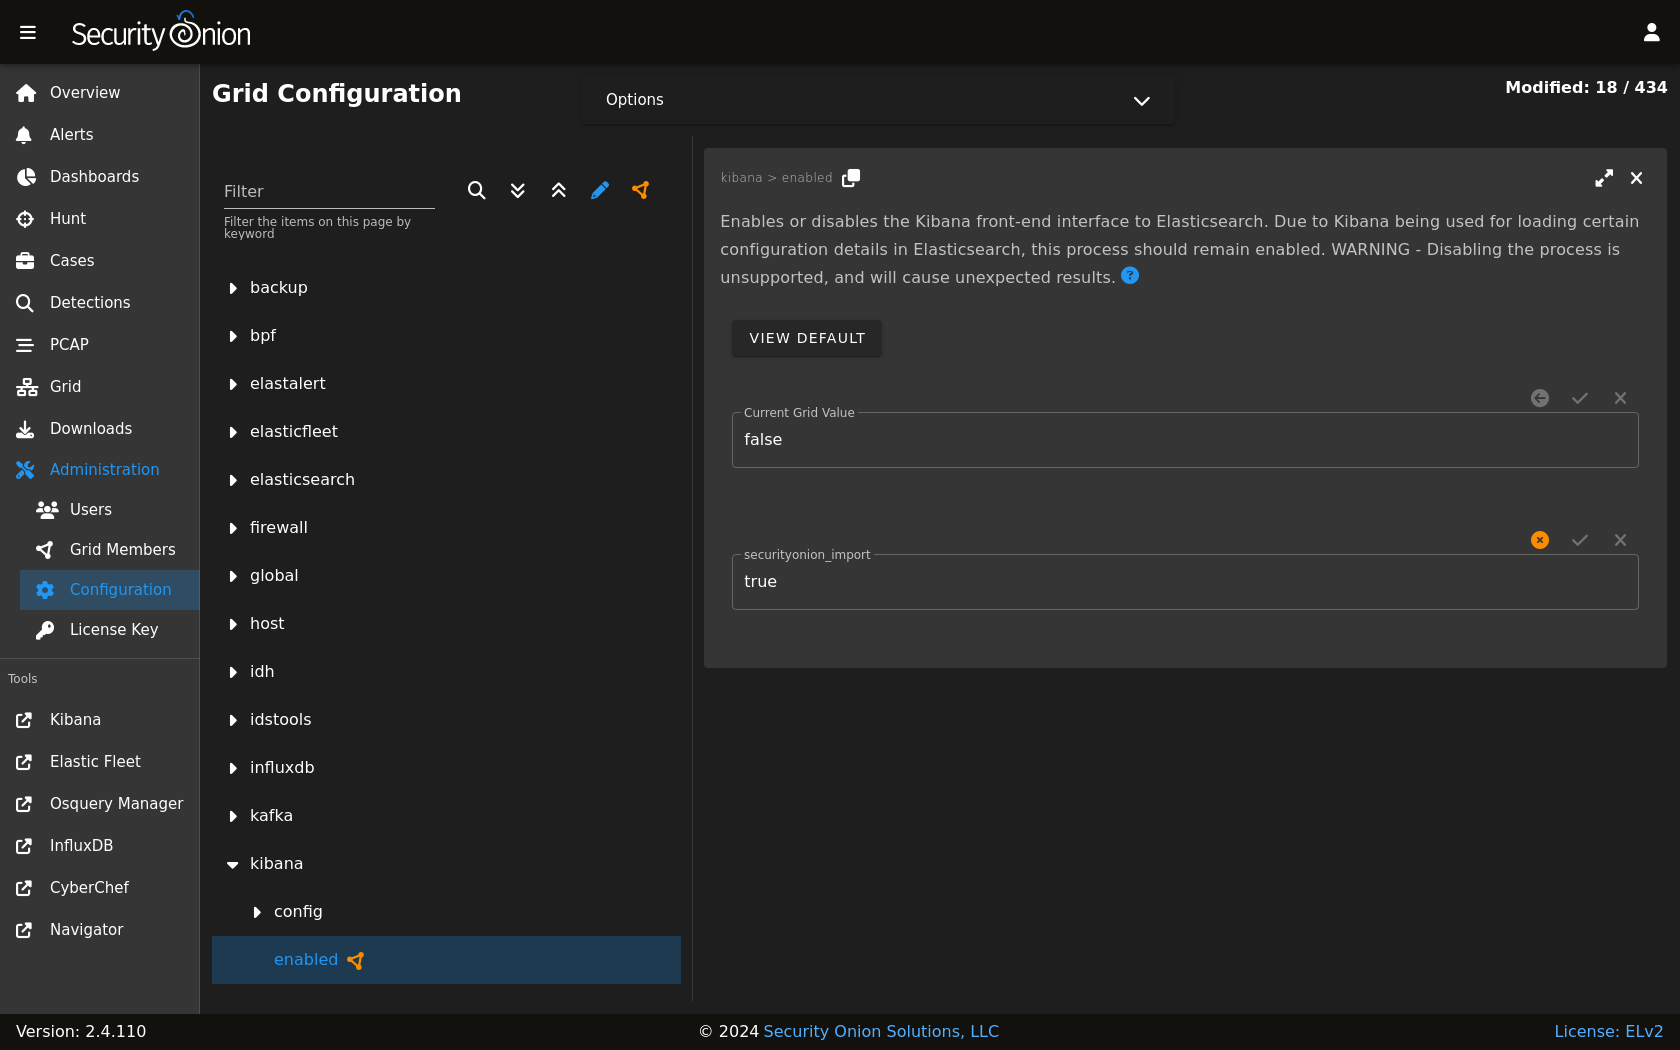 Security Onion
Overview
Alerts
Dashboards
Hunt
Cases
Detections
PCAP
Grid
Downloads
Administration
Users
Grid Members
Configuration
License Key
Tools
Kibana
Elastic Fleet
Osquery Manager
InfluxDB
CyberChef
Navigator
Grid Configuration
Options
Modified: 18 / 434
Filter
Filter the items on this page by
keyword
backup
bpf
elastalert
elasticfleet
elasticsearch
firewall
global
host
idh
idstools
influxdb
kafka
kibana
config
enabled
kibana > enabled
Enables or disables the Kibana front-end interface to Elasticsearch. Due to Kibana being used for loading certain
configuration details in Elasticsearch, this process should remain enabled. WARNING - Disabling the process is
unsupported, and will cause unexpected results. ?
VIEW DEFAULT
Current Grid Value
false
securityonion_import
true
Version: 2.4.110
© 2024 Security Onion Solutions, LLC
License: ELv2